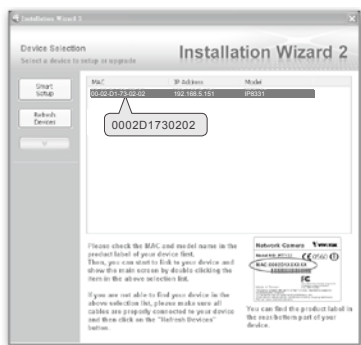 Installation Wizard 2
Device Selection
Select a device to setup or upgrade
Installation Wizard 2
Smart
Setup
Refresh
Devices
MAC IP Address Model
00-02-D1-73-02-02 192.168.5.151 IP8331
0002D1730202
Please check the MAC and model name in the
product label of your device first.
Then, you can start to link to your device and
show the main screen by double clicking the
item in the above selection list.
If you are not able to find your device in the
above selection list, please make sure all
cables are properly connected to your device
and then click on the "Refresh Devices"
button.
Network Camera VIVOTEK
0560
FC
You can find the product label in
the rear/bottom part of your
device.